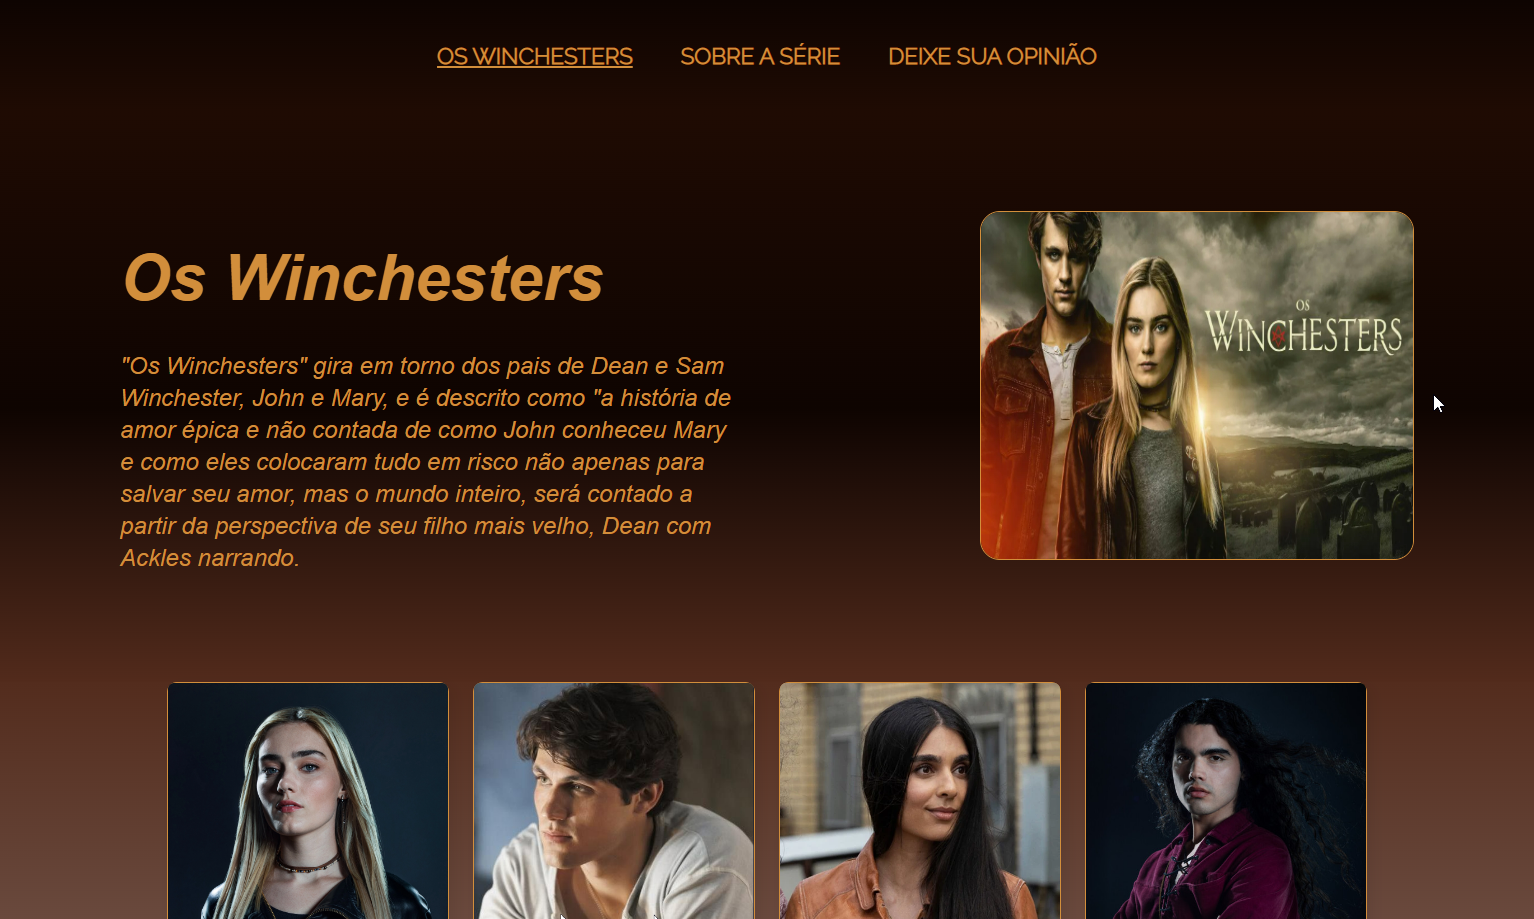 OS WINCHESTERS SOBRE A SÉRIE DEIXE SUA OPINIÃO
Os Winchesters
"Os Winchesters" gira em torno dos pais de Dean e Sam
Winchester, John e Mary, e é descrito como "a história de
amor épica e não contada de como John conheceu Mary
e como eles colocaram tudo em risco não apenas para
salvar seu amor, mas o mundo inteiro, será contado a
partir da perspectiva de seu filho mais velho, Dean com
Ackles narrando.
OS
WINCHESTERS